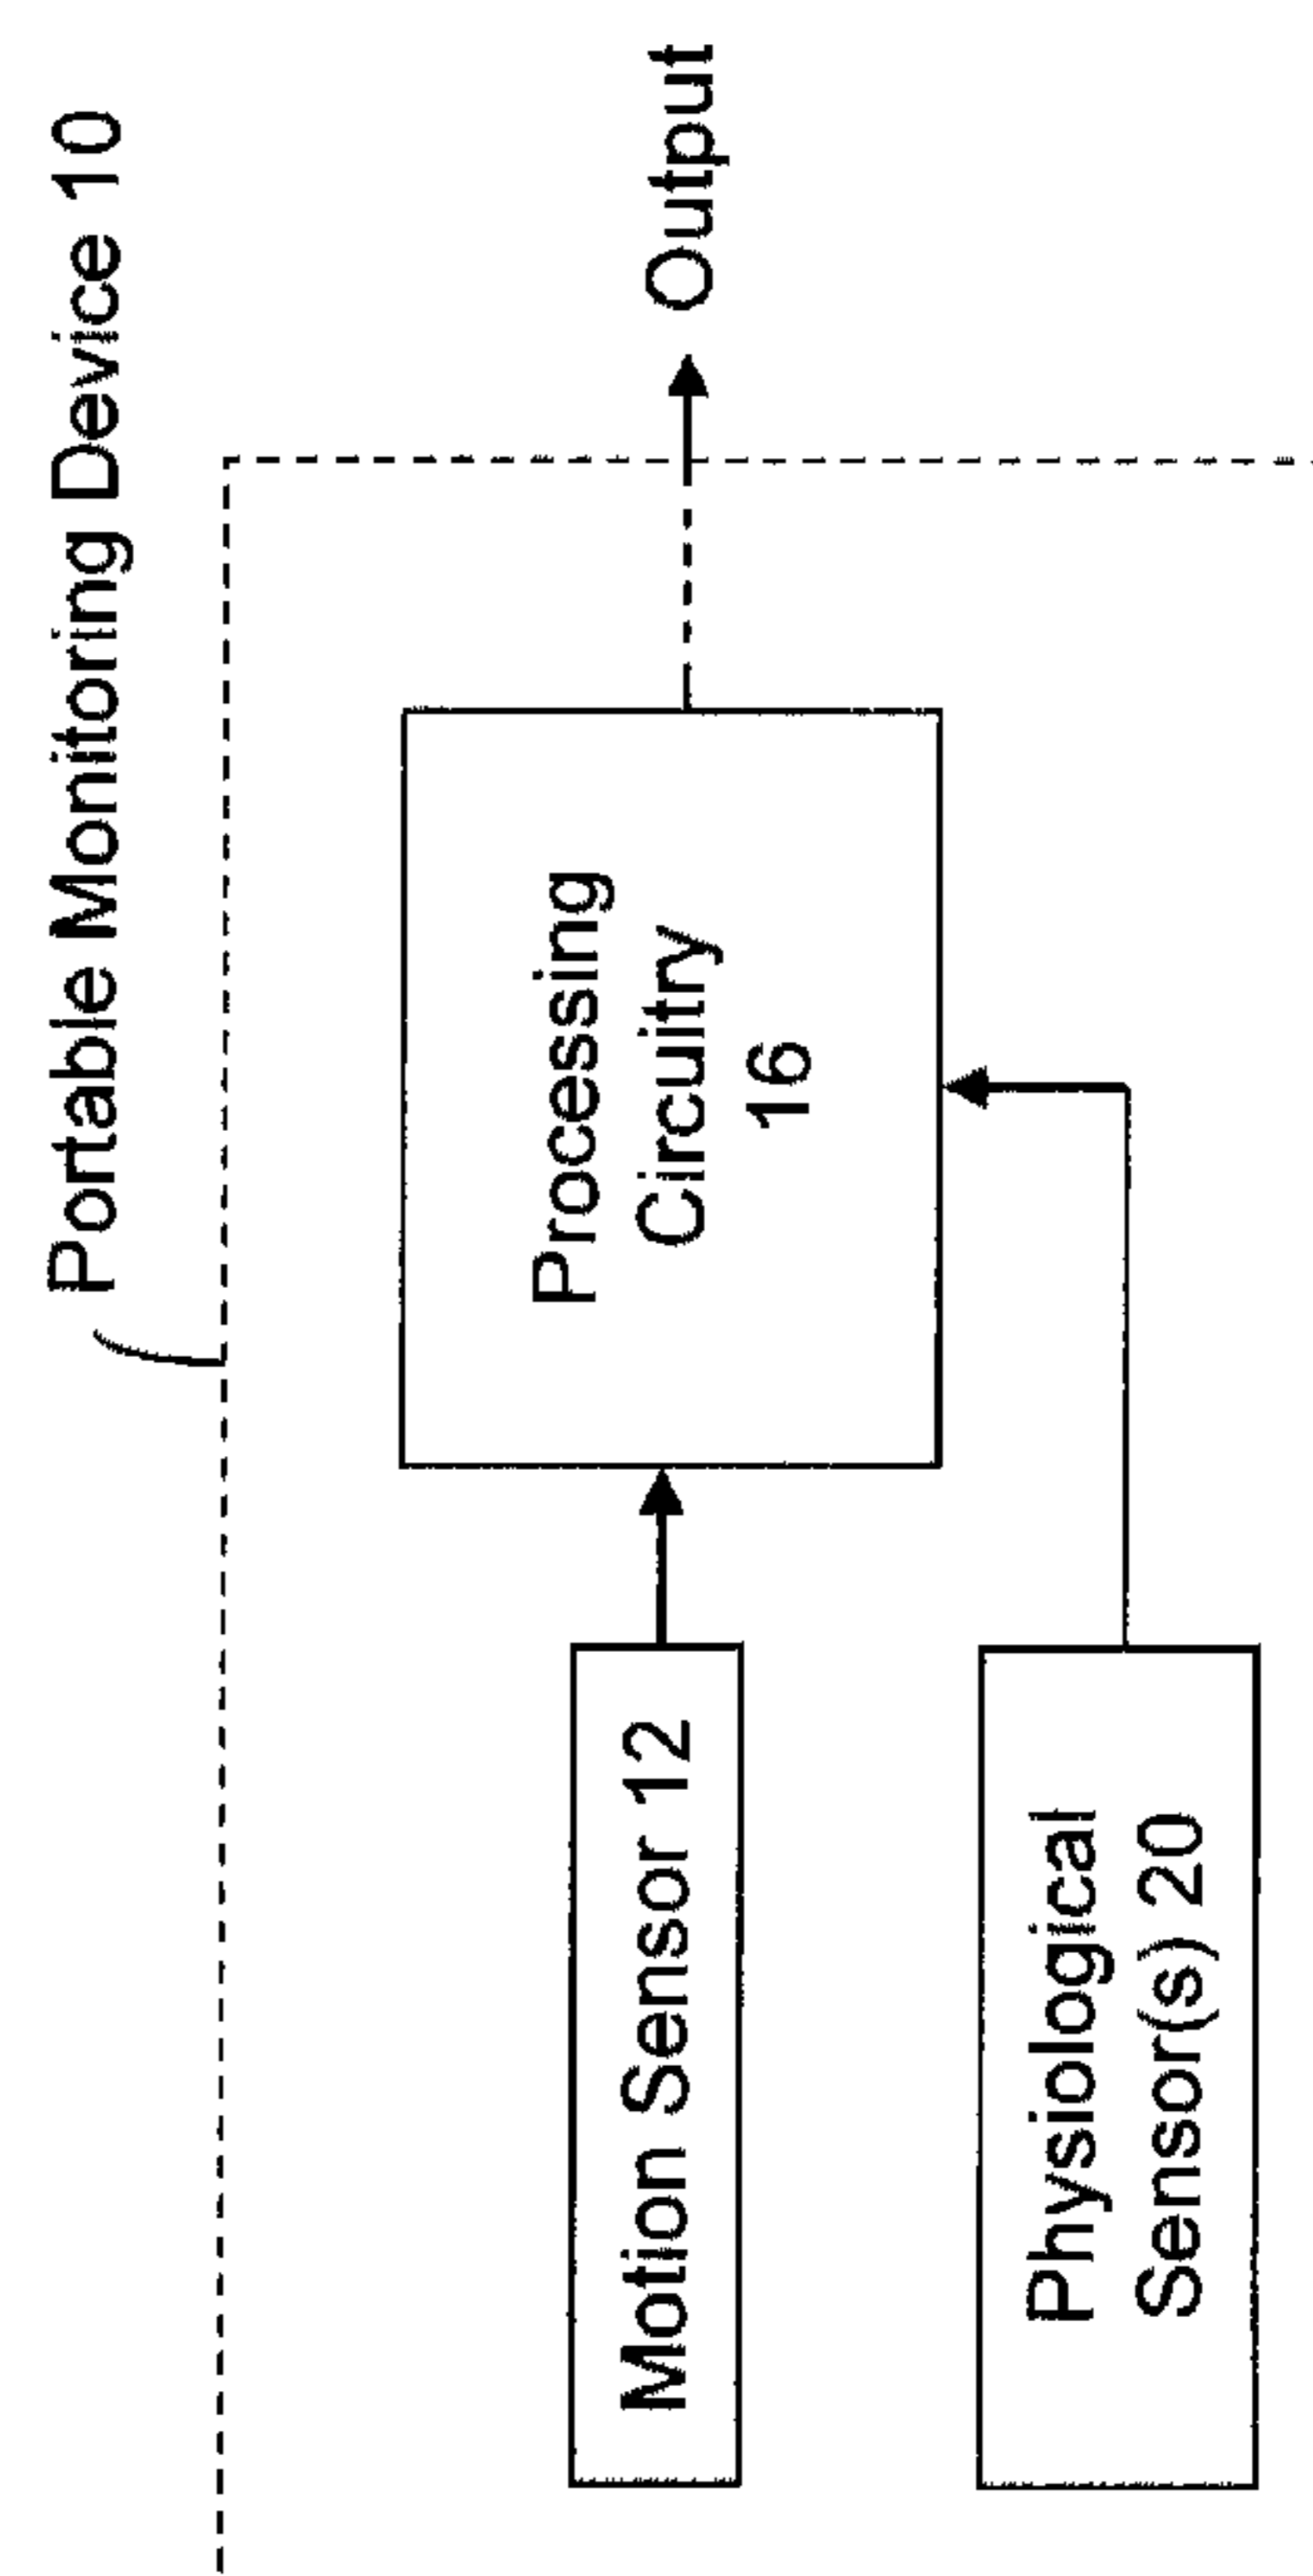 Portable Monitoring Device 10
Motion Sensor 12
Processing
Circuitry
16
Output
Physiological
Sensor(s) 20